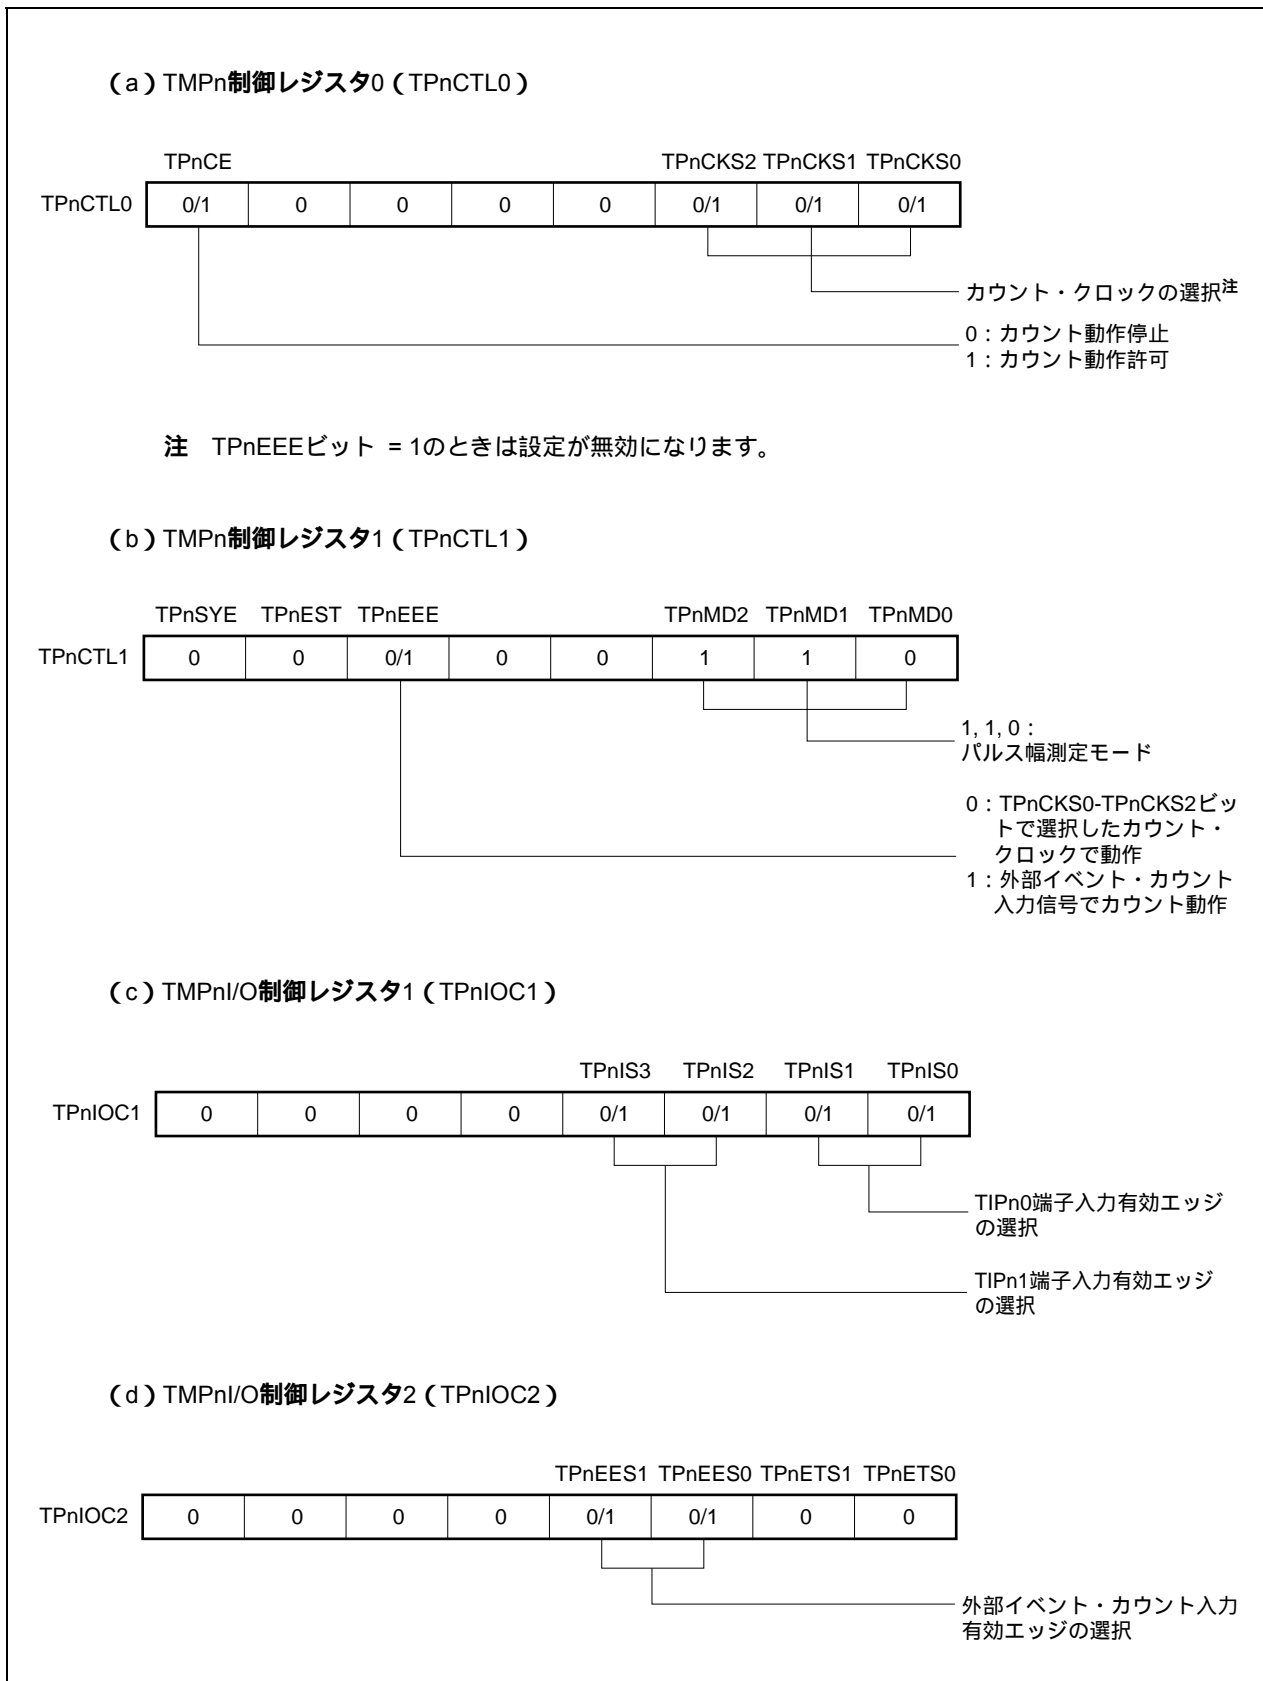 （a）TMPn制御レジスタ0（TPnCTL0）
TPnCE TPnCKS2 TPnCKS1 TPnCKS0
TPnCTL0 0/1 0 0 0 0 0/1 0/1 0/1
カウント・クロックの選択注
0：カウント動作停止
1：カウント動作許可
注 TPnEEEビット = 1のときは設定が無効になります。
（b）TMPn制御レジスタ1（TPnCTL1）
TPnSYE TPnEST TPnEEE TPnMD2 TPnMD1 TPnMD0
TPnCTL1 0 0 0/1 0 0 1 1 0
1, 1, 0：
パルス幅測定モード
0：TPnCKS0-TPnCKS2ビッ
トで選択したカウント・
クロックで動作
1：外部イベント・カウント
入力信号でカウント動作
（c）TMPnI/O制御レジスタ1（TPnIOC1）
TPnIS3 TPnIS2 TPnIS1 TPnIS0
TPnIOC1 0 0 0 0 0/1 0/1 0/1 0/1
TIPn0端子入力有効エッジ
の選択
TIPn1端子入力有効エッジ
の選択
（d）TMPnI/O制御レジスタ2（TPnIOC2）
TPnEES1 TPnEES0 TPnETS1 TPnETS0
TPnIOC2 0 0 0 0 0/1 0/1 0 0
外部イベント・カウント入力
有効エッジの選択